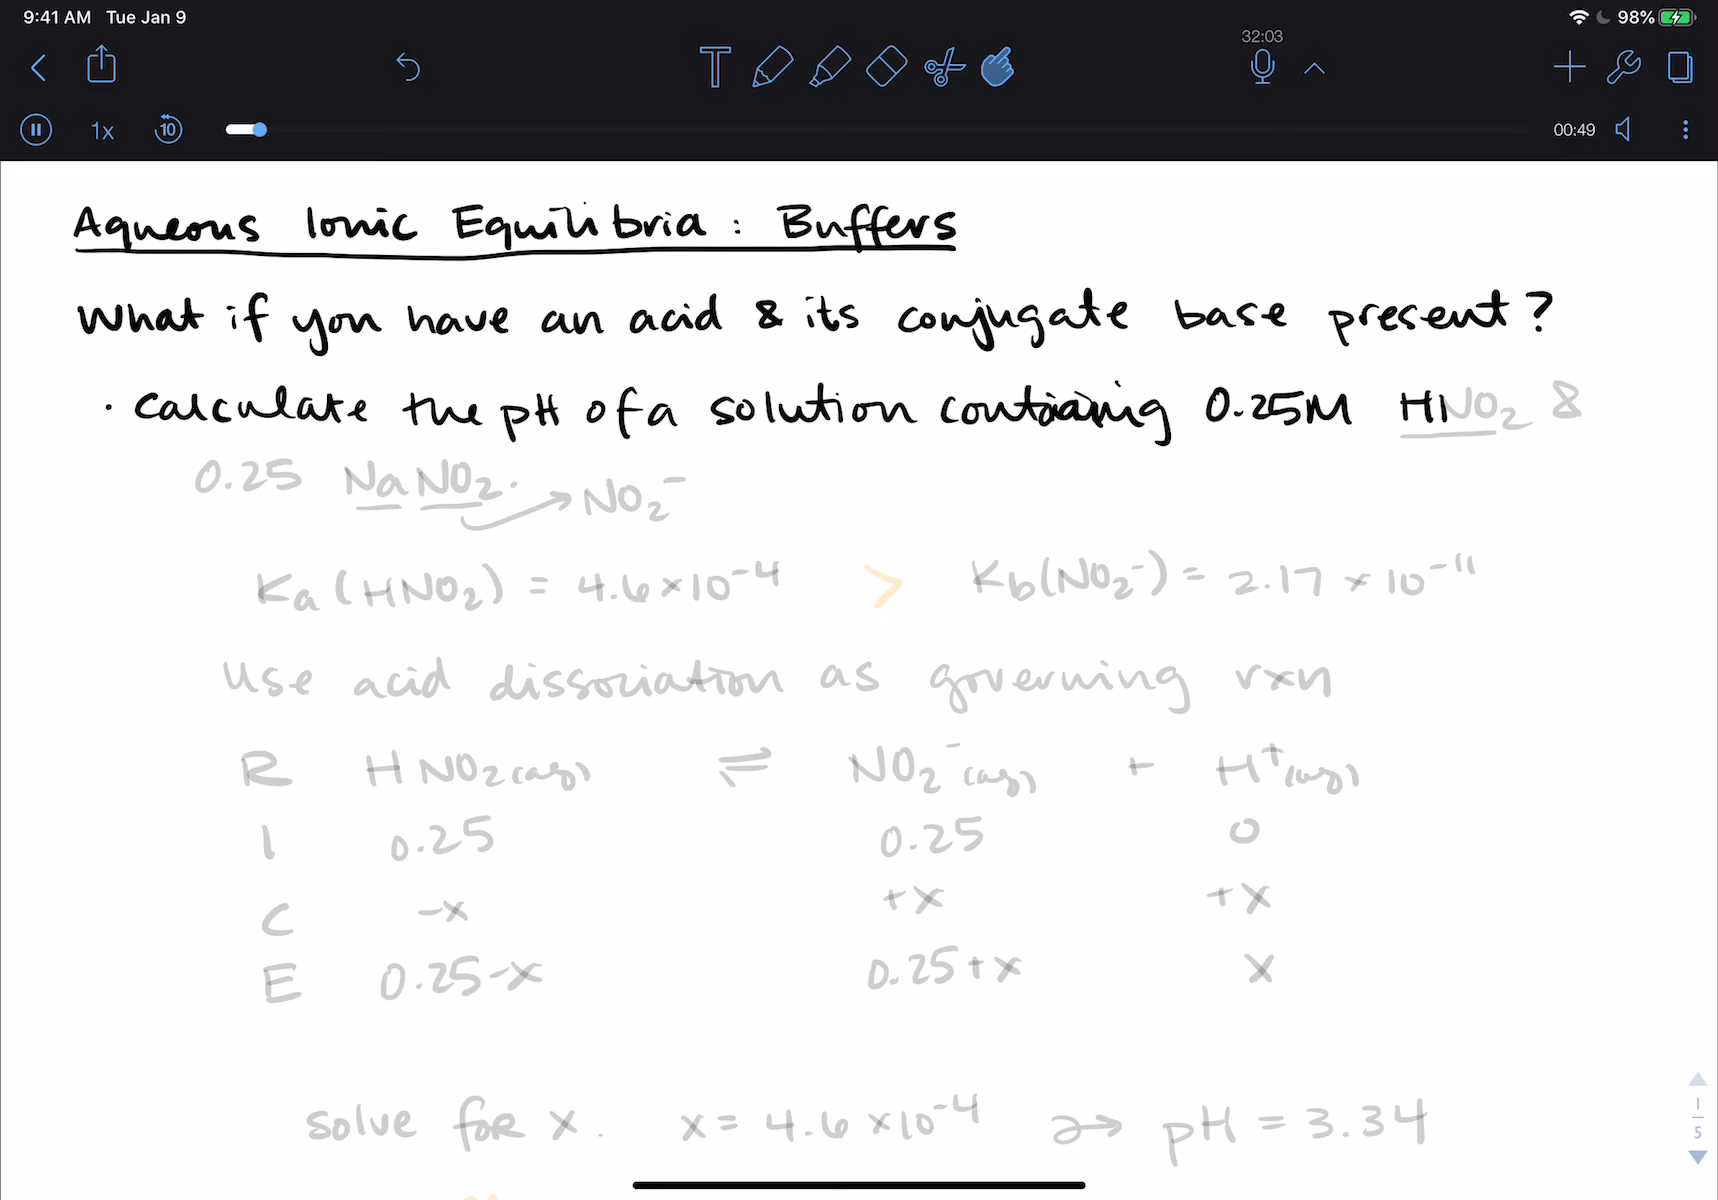 9:41 AM Tue Jan 9
98%
32:03
1x
10
00:49
Aqueous Ionic Equilibria : Buffers
What if you have an acid & its conjugate base present?
· Calculate the pH of a solution containing 0.25M HNO₂ &
0.25 NaNO₂. → NO₂⁻
Ka (HNO₂) = 4.6×10⁻⁴ > Kb(NO₂⁻) = 2.17 × 10⁻¹¹
Use acid dissociation as governing rxn
R HNO₂(aq) ⇌ NO₂⁻(aq) + H⁺(aq)
I 0.25 0.25 0
C -x +x +x
E 0.25-x 0.25+x x
solve for x. x = 4.6 ×10⁻⁴ → pH = 3.34
1
5